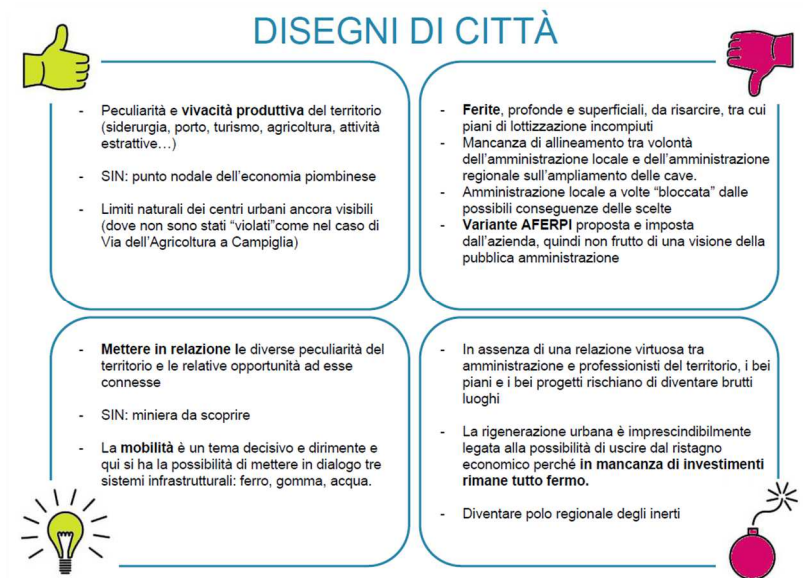 DISEGNI DI CITTÀ
- Peculiarità e vivacità produttiva del territorio
(siderurgia, porto, turismo, agricoltura, attività
estrattive…)
- SIN: punto nodale dell'economia piombinese
- Limiti naturali dei centri urbani ancora visibili
(dove non sono stati "violati"come nel caso di
Via dell'Agricoltura a Campiglia)
- Ferite, profonde e superficiali, da risarcire, tra cui
piani di lottizzazione incompiuti
- Mancanza di allineamento tra volontà
dell'amministrazione locale e dell'amministrazione
regionale sull'ampliamento delle cave.
- Amministrazione locale a volte "bloccata" dalle
possibili conseguenze delle scelte
- Variante AFERPI proposta e imposta
dall'azienda, quindi non frutto di una visione della
pubblica amministrazione
- Mettere in relazione le diverse peculiarità del
territorio e le relative opportunità ad esse
connesse
- SIN: miniera da scoprire
- La mobilità è un tema decisivo e dirimente e
qui si ha la possibilità di mettere in dialogo tre
sistemi infrastrutturali: ferro, gomma, acqua.
- In assenza di una relazione virtuosa tra
amministrazione e professionisti del territorio, i bei
piani e i bei progetti rischiano di diventare brutti
luoghi
- La rigenerazione urbana è imprescindibilmente
legata alla possibilità di uscire dal ristagno
economico perché in mancanza di investimenti
rimane tutto fermo.
- Diventare polo regionale degli inerti